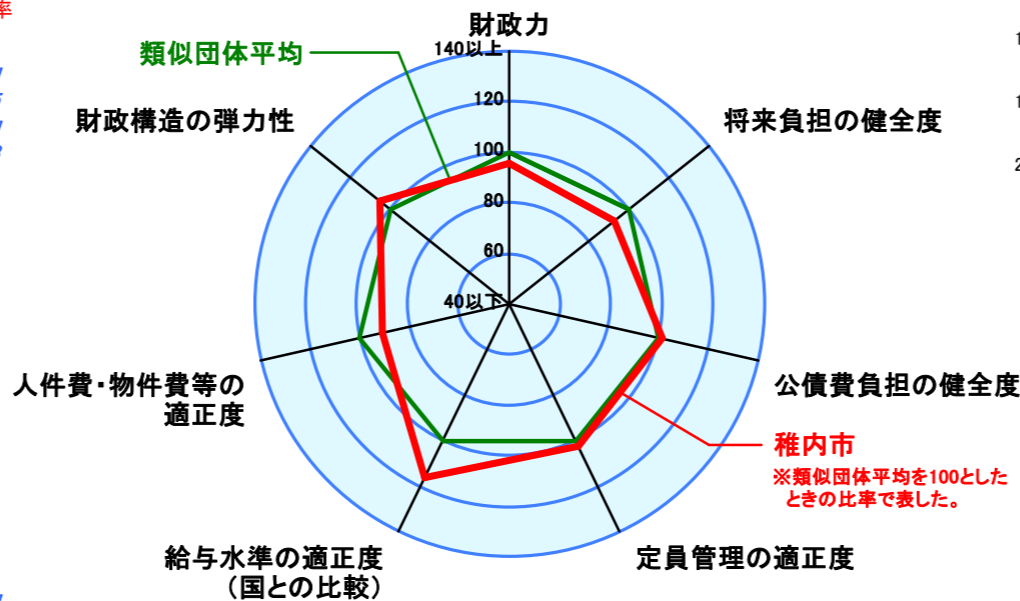 率
財政力
類似団体平均
140以上
120
100
80
60
40以下
財政構造の弾力性
将来負担の健全度
人件費・物件費等の
適正度
公債費負担の健全度
稚内市
※類似団体平均を100とした
ときの比率で表した。
給与水準の適正度
（国との比較）
定員管理の適正度
1
1
2